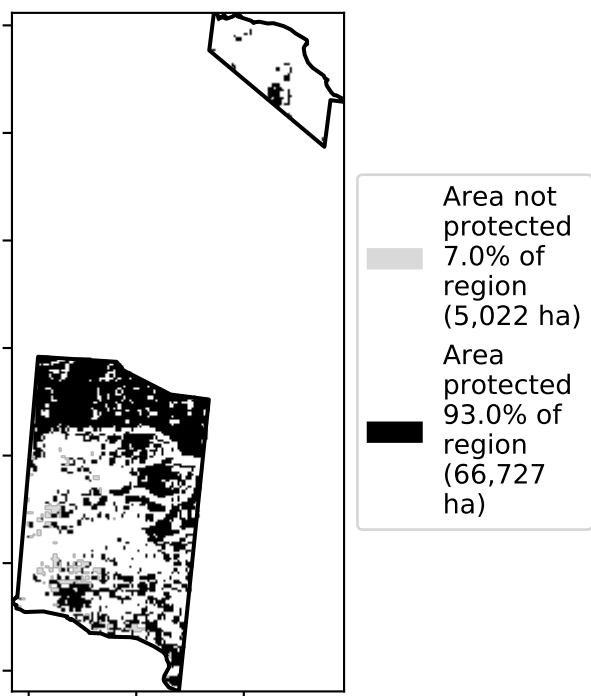 Area not
protected
7.0% of
region
(5,022 ha)
Area
protected
93.0% of
region
(66,727
ha)